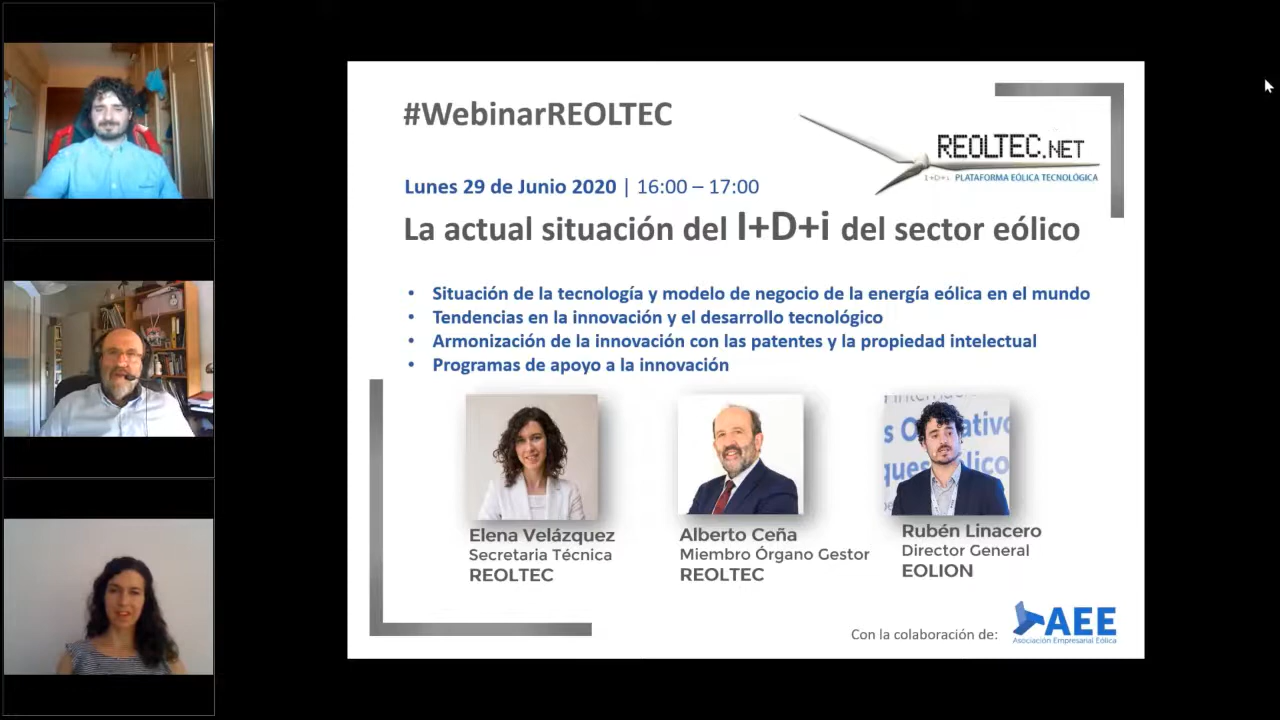 #WebinarREOLTEC
REOLTEC.NET
I+D+i PLATAFORMA EÓLICA TECNOLÓGICA
Lunes 29 de Junio 2020 | 16:00 – 17:00
La actual situación del I+D+i del sector eólico
• Situación de la tecnología y modelo de negocio de la energía eólica en el mundo
• Tendencias en la innovación y el desarrollo tecnológico
• Armonización de la innovación con las patentes y la propiedad intelectual
• Programas de apoyo a la innovación
Elena Velázquez
Secretaria Técnica
REOLTEC
Alberto Ceña
Miembro Órgano Gestor
REOLTEC
Rubén Linacero
Director General
EOLION
Con la colaboración de:
AEE
Asociación Empresarial Eólica